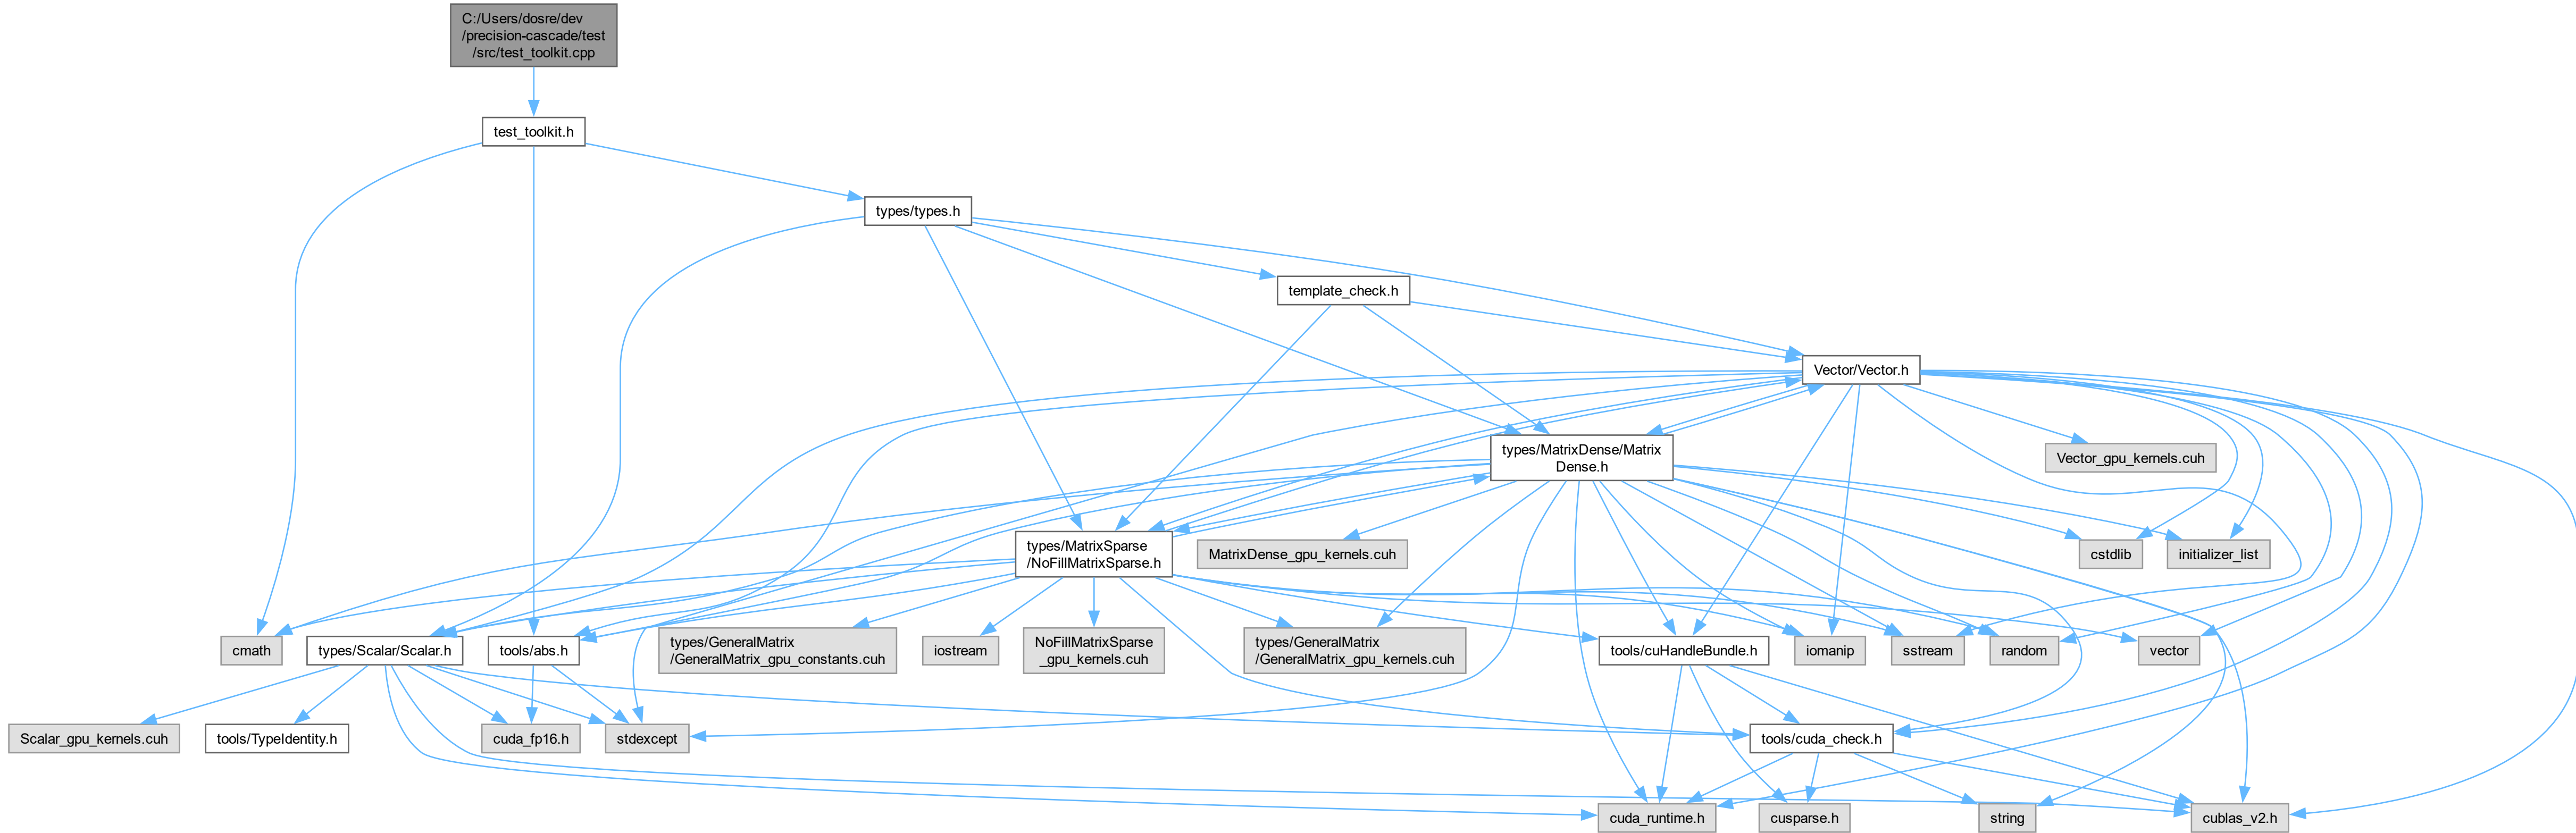 C:/Users/dosre/dev
/precision-cascade/test
/src/test_toolkit.cpp
test_toolkit.h
types/types.h
template_check.h
Vector/Vector.h
types/MatrixDense/Matrix
Dense.h
Vector_gpu_kernels.cuh
types/MatrixSparse
/NoFillMatrixSparse.h
MatrixDense_gpu_kernels.cuh
cstdlib
initializer_list
cmath
types/Scalar/Scalar.h
tools/abs.h
types/GeneralMatrix
/GeneralMatrix_gpu_constants.cuh
iostream
NoFillMatrixSparse
_gpu_kernels.cuh
types/GeneralMatrix
/GeneralMatrix_gpu_kernels.cuh
tools/cuHandleBundle.h
iomanip
sstream
random
vector
Scalar_gpu_kernels.cuh
tools/TypeIdentity.h
cuda_fp16.h
stdexcept
tools/cuda_check.h
cuda_runtime.h
cusparse.h
string
cublas_v2.h